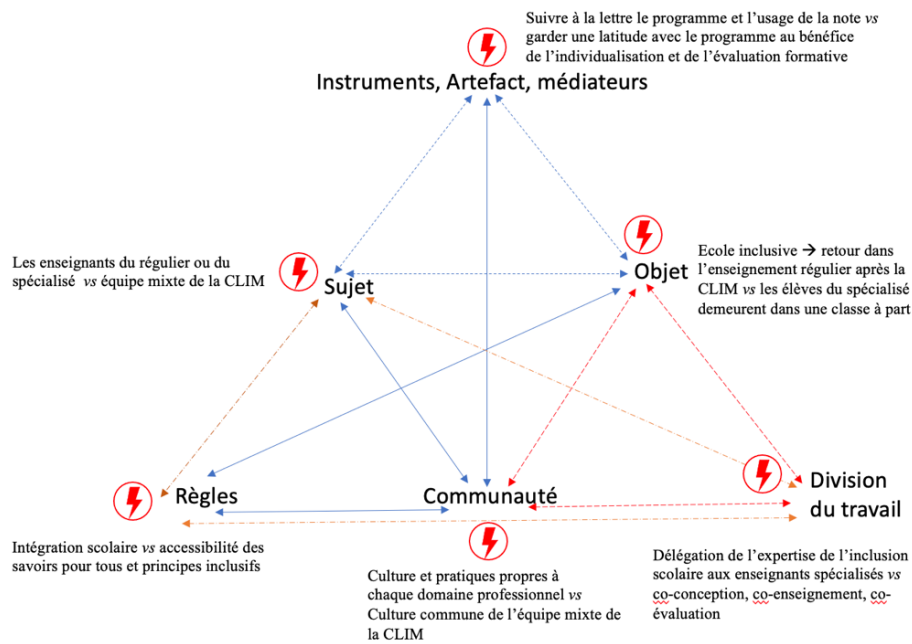 Suivre à la lettre le programme et l'usage de la note vs
garder une latitude avec le programme au bénéfice
de l'individualisation et de l'évaluation formative
Instruments, Artefact, médiateurs
Les enseignants du régulier ou du
spécialisé vs équipe mixte de la CLIM
Sujet
Objet
Ecole inclusive → retour dans
l'enseignement régulier après la
CLIM vs les élèves du spécialisé
demeurent dans une classe à part
Règles
Communauté
Division
du travail
Intégration scolaire vs accessibilité des
savoirs pour tous et principes inclusifs
Culture et pratiques propres à
chaque domaine professionnel vs
Culture commune de l'équipe mixte de
la CLIM
Délégation de l'expertise de l'inclusion
scolaire aux enseignants spécialisés vs
co-conception, co-enseignement, co-
évaluation